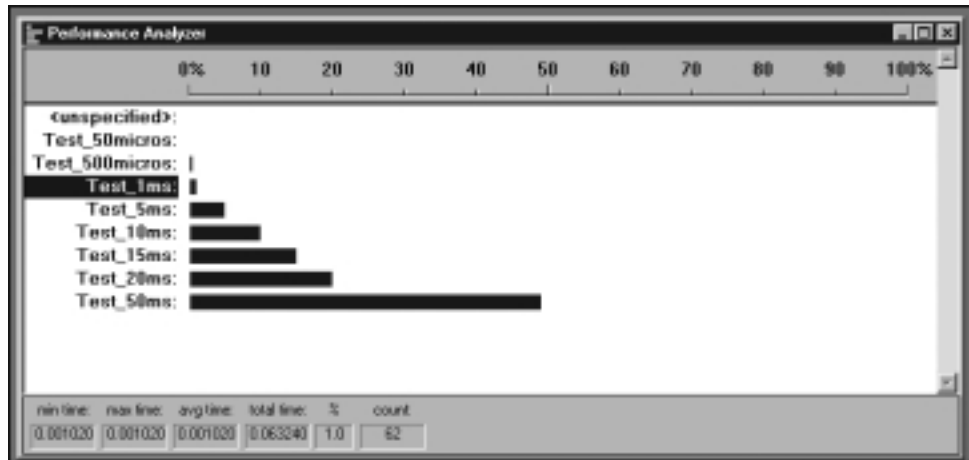 Performance Analyzer
0% 10 20 30 40 50 60 70 80 90 100%
<unspecified>:
Test_50micros:
Test_500micros:
Test_1ms:
Test_5ms:
Test_10ms:
Test_15ms:
Test_20ms:
Test_50ms:
min time: max time: avg time: total time: % count
0.001020 0.001020 0.001020 0.063240 1.0 62